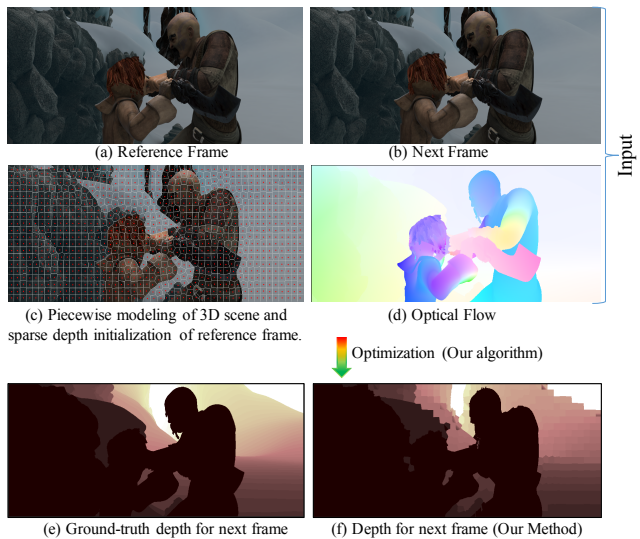 (a) Reference Frame
(b) Next Frame
Input
(c) Piecewise modeling of 3D scene and
sparse depth initialization of reference frame.
(d) Optical Flow
Optimization (Our algorithm)
(e) Ground-truth depth for next frame
(f) Depth for next frame (Our Method)